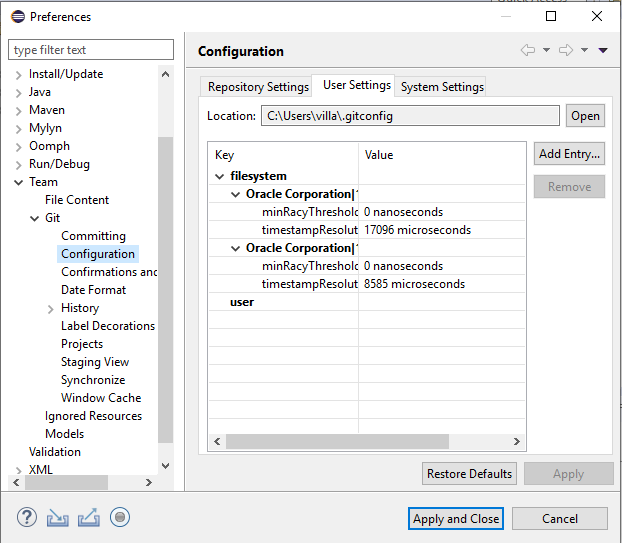 Preferences
type filter text
Install/Update
Java
Maven
Mylyn
Oomph
Run/Debug
Team
File Content
Git
Committing
Configuration
Confirmations and
Date Format
History
Label Decorations
Projects
Staging View
Synchronize
Window Cache
Ignored Resources
Models
Validation
XML
Configuration
Repository Settings User Settings System Settings
Location: C:\Users\villa\.gitconfig Open
Key Value
Add Entry...
Remove
filesystem
Oracle Corporation|
minRacyThreshold 0 nanoseconds
timestampResolut 17096 microseconds
Oracle Corporation|
minRacyThreshold 0 nanoseconds
timestampResolut 8585 microseconds
user
Restore Defaults Apply
Apply and Close Cancel